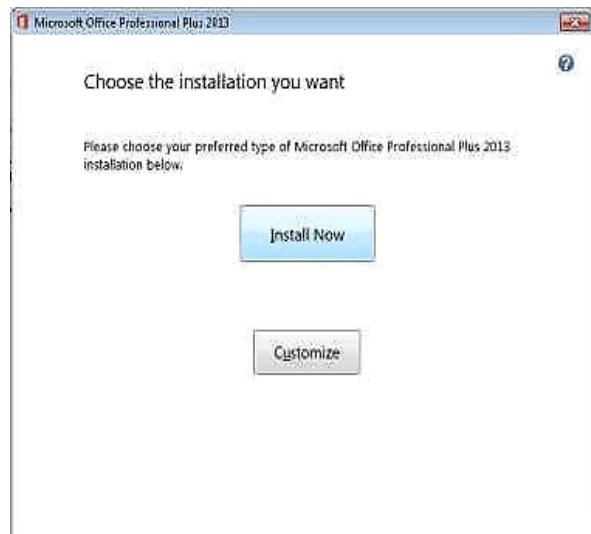 Microsoft Office Professional Plus 2013
Choose the installation you want
Please choose your preferred type of Microsoft Office Professional Plus 2013
installation below.
Install Now
Customize